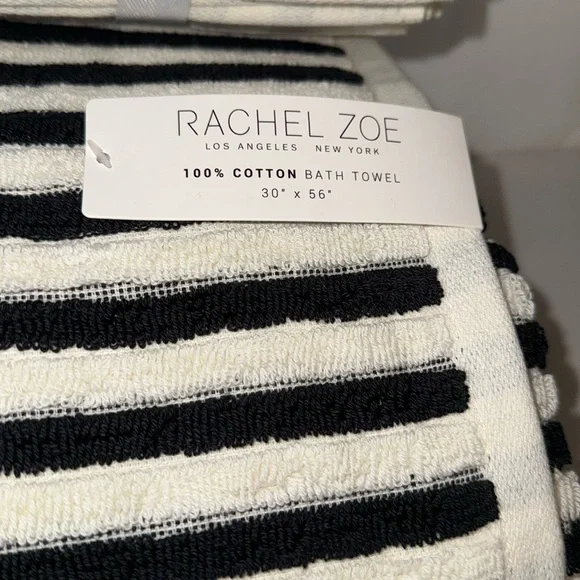 RACHEL ZOE
LOS ANGELES NEW YORK
100% COTTON BATH TOWEL
30" x 56"